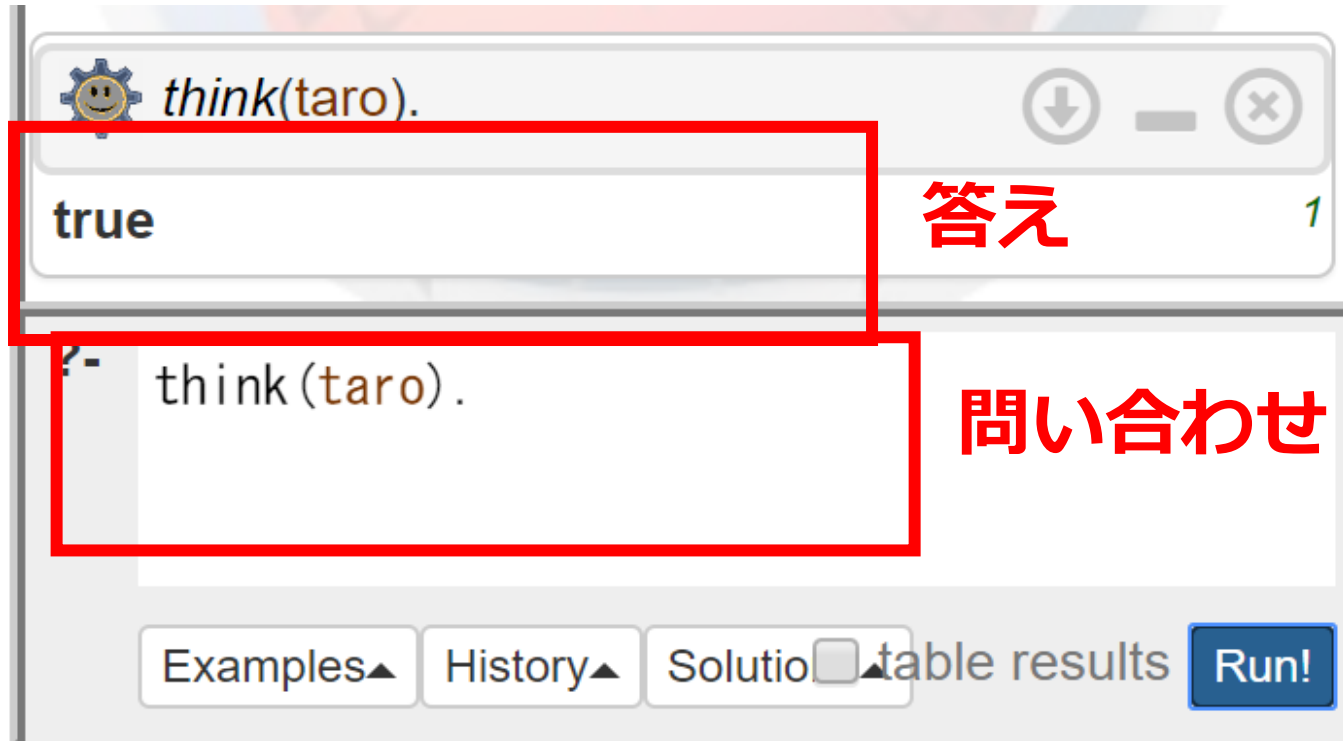 think(taro).
true
答え
1
?-
think(taro).
問い合わせ
Examples
History
table results
Run!